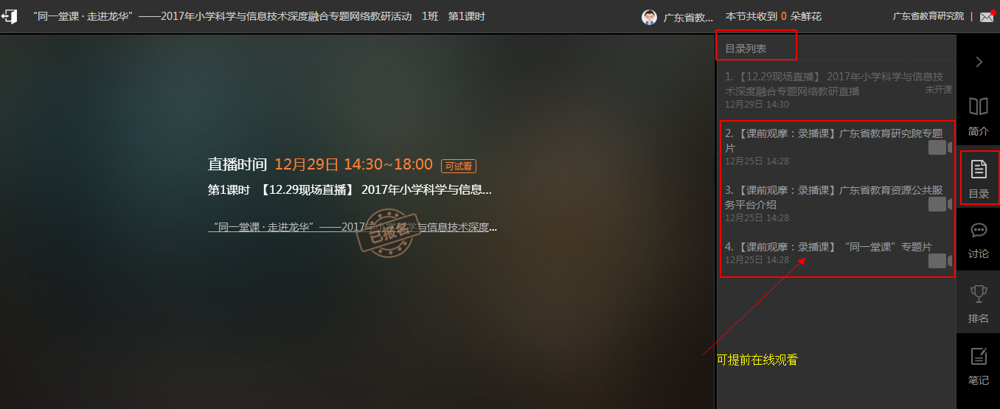 “同一堂课·走进龙华”——2017年小学科学与信息技术深度融合专题网络教研活动 1班 第1课时
广东省教... 本节共收到 0 朵鲜花
广东省教育研究院
目录列表
1. 【12.29现场直播】 2017年小学科学与信息技
术深度融合专题网络教研直播 未开课
12月29日 14:30
2. 【课前观摩：录播课】广东省教育研究院专题
片
12月25日 14:28
3. 【课前观摩：录播课】广东省教育资源公共服
务平台介绍
12月25日 14:28
4. 【课前观摩：录播课】“同一堂课”专题片
12月25日 14:28
可提前在线观看
直播时间 12月29日 14:30~18:00 可试看
第1课时 【12.29现场直播】 2017年小学科学与信息...
“同一堂课·走进龙华”——2017年小学科学与信息技术深度...
已报名
简介
目录
讨论
排名
笔记